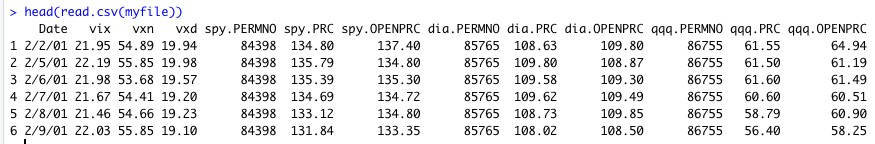 > head(read.csv(myfile))
Date vix vxn vxd spy.PERMNO spy.PRC spy.OPENPRC dia.PERMNO dia.PRC dia.OPENPRC qqq.PERMNO qqq.PRC qqq.OPENPRC
1 2/2/01 21.95 54.89 19.94 84398 134.80 137.40 85765 108.63 109.80 86755 61.55 64.94
2 2/5/01 22.19 55.85 19.98 84398 135.79 134.80 85765 109.80 108.87 86755 61.50 61.19
3 2/6/01 21.98 53.68 19.57 84398 135.39 135.30 85765 109.58 109.30 86755 61.60 61.49
4 2/7/01 21.67 54.41 19.20 84398 134.69 134.72 85765 109.62 109.49 86755 60.60 60.51
5 2/8/01 21.46 54.66 19.23 84398 133.12 134.80 85765 108.73 109.85 86755 58.79 60.90
6 2/9/01 22.03 55.85 19.10 84398 131.84 133.35 85765 108.02 108.50 86755 56.40 58.25